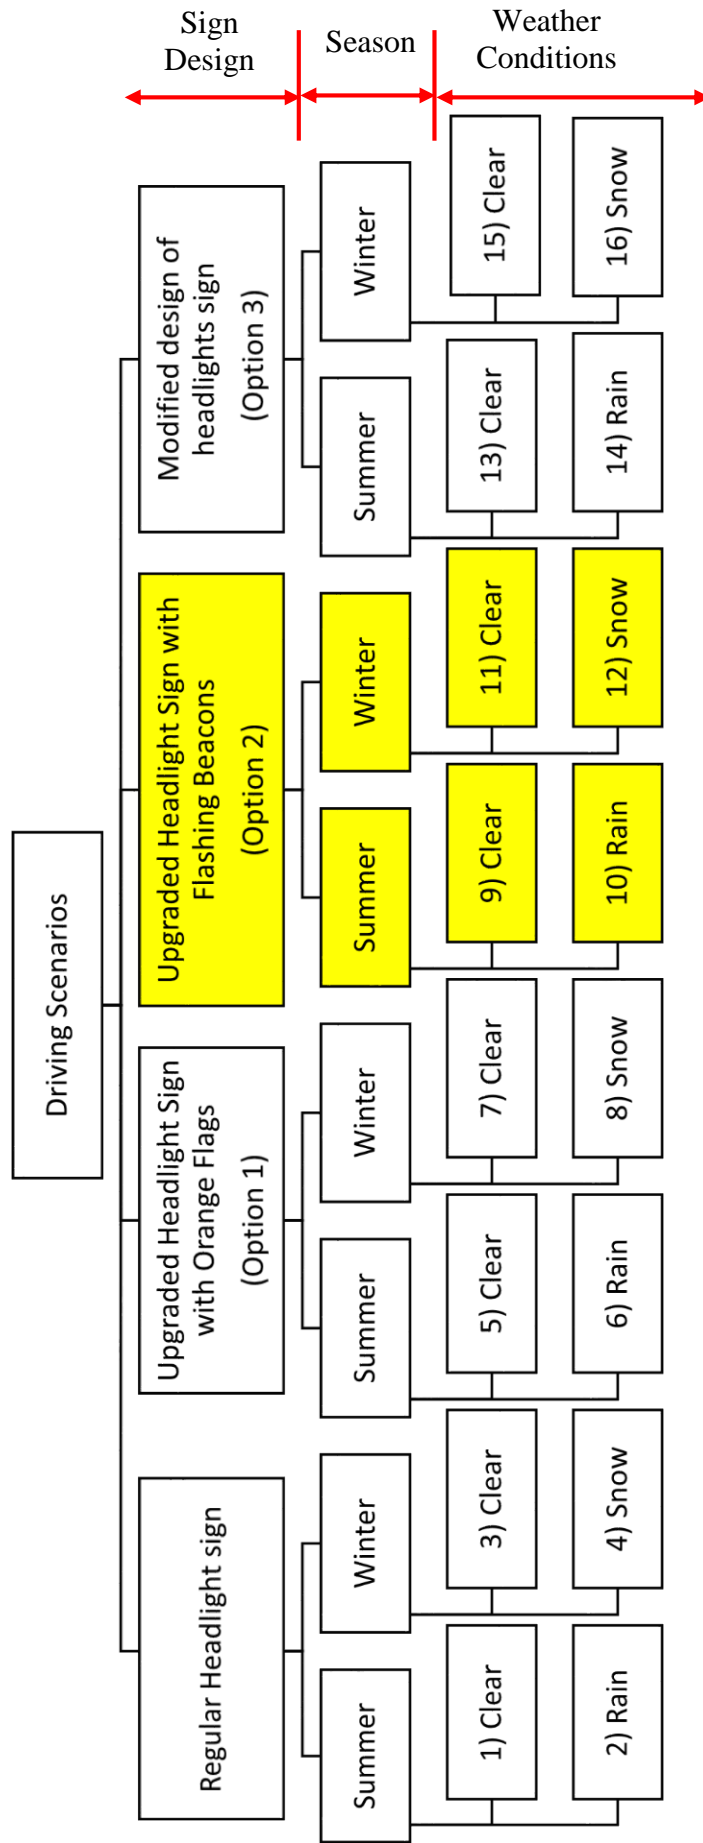 Sign
Design
Season
Weather
Conditions
Driving Scenarios
Regular Headlight sign
Upgraded Headlight Sign
with Orange Flags
(Option 1)
Upgraded Headlight Sign with
Flashing Beacons
(Option 2)
Modified design of
headlights sign
(Option 3)
Summer
Winter
Summer
Winter
Summer
Winter
Summer
Winter
1) Clear
3) Clear
5) Clear
7) Clear
9) Clear
11) Clear
13) Clear
15) Clear
2) Rain
4) Snow
6) Rain
8) Snow
10) Rain
12) Snow
14) Rain
16) Snow